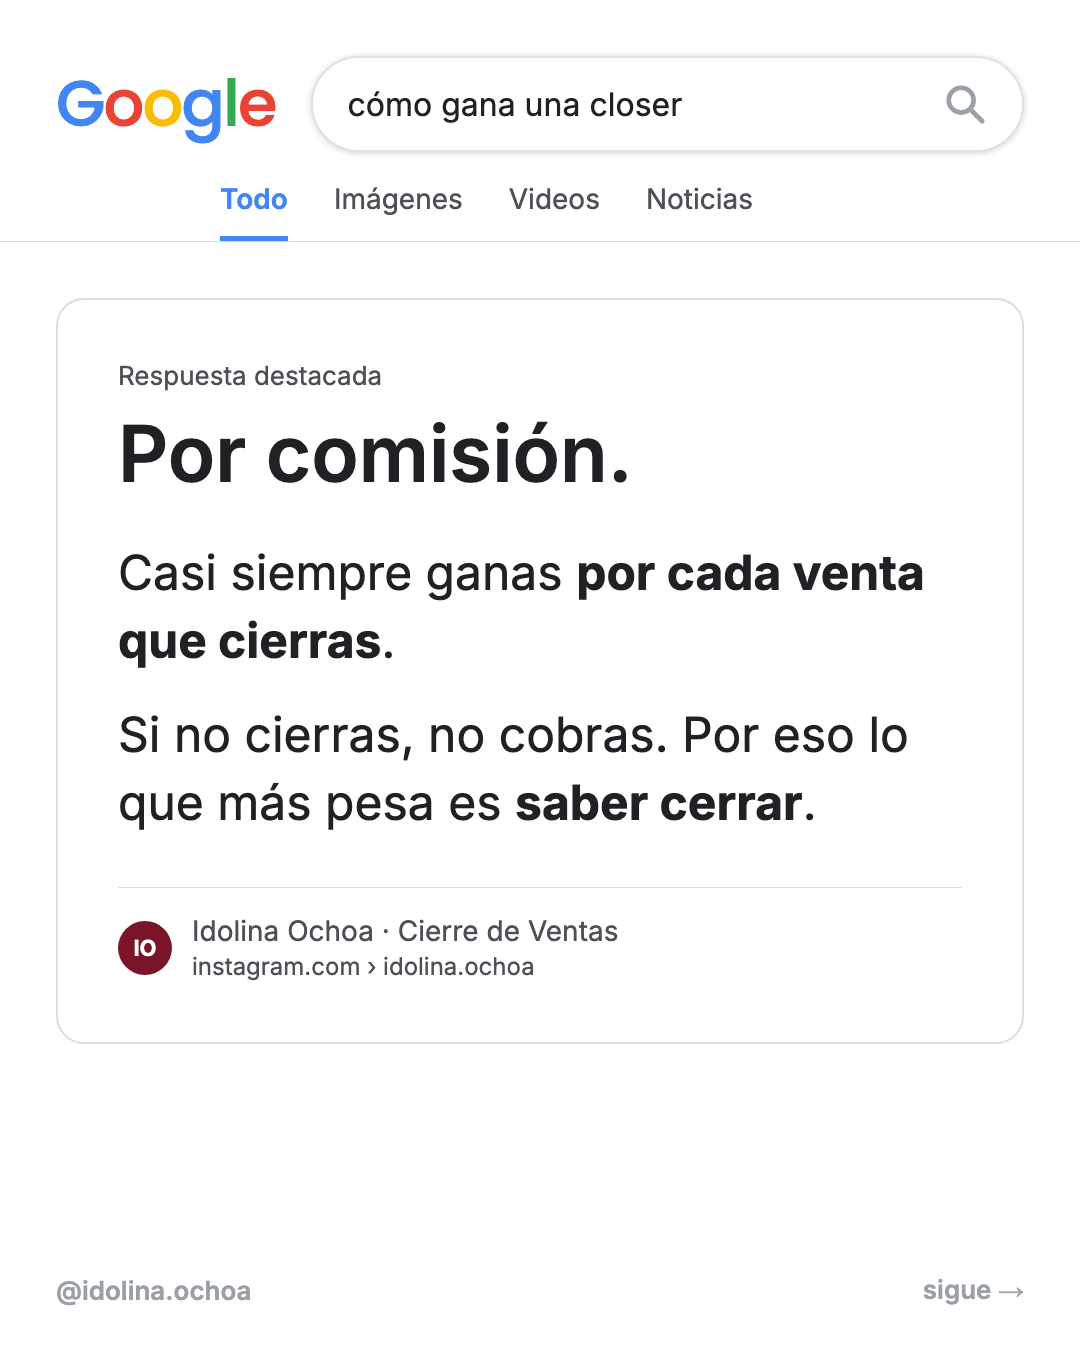 Google
cómo gana una closer
Todo Imágenes Videos Noticias
Respuesta destacada
Por comisión.
Casi siempre ganas por cada venta
que cierras.
Si no cierras, no cobras. Por eso lo
que más pesa es saber cerrar.
IO
Idolina Ochoa · Cierre de Ventas
instagram.com › idolina.ochoa
@idolina.ochoa
sigue →